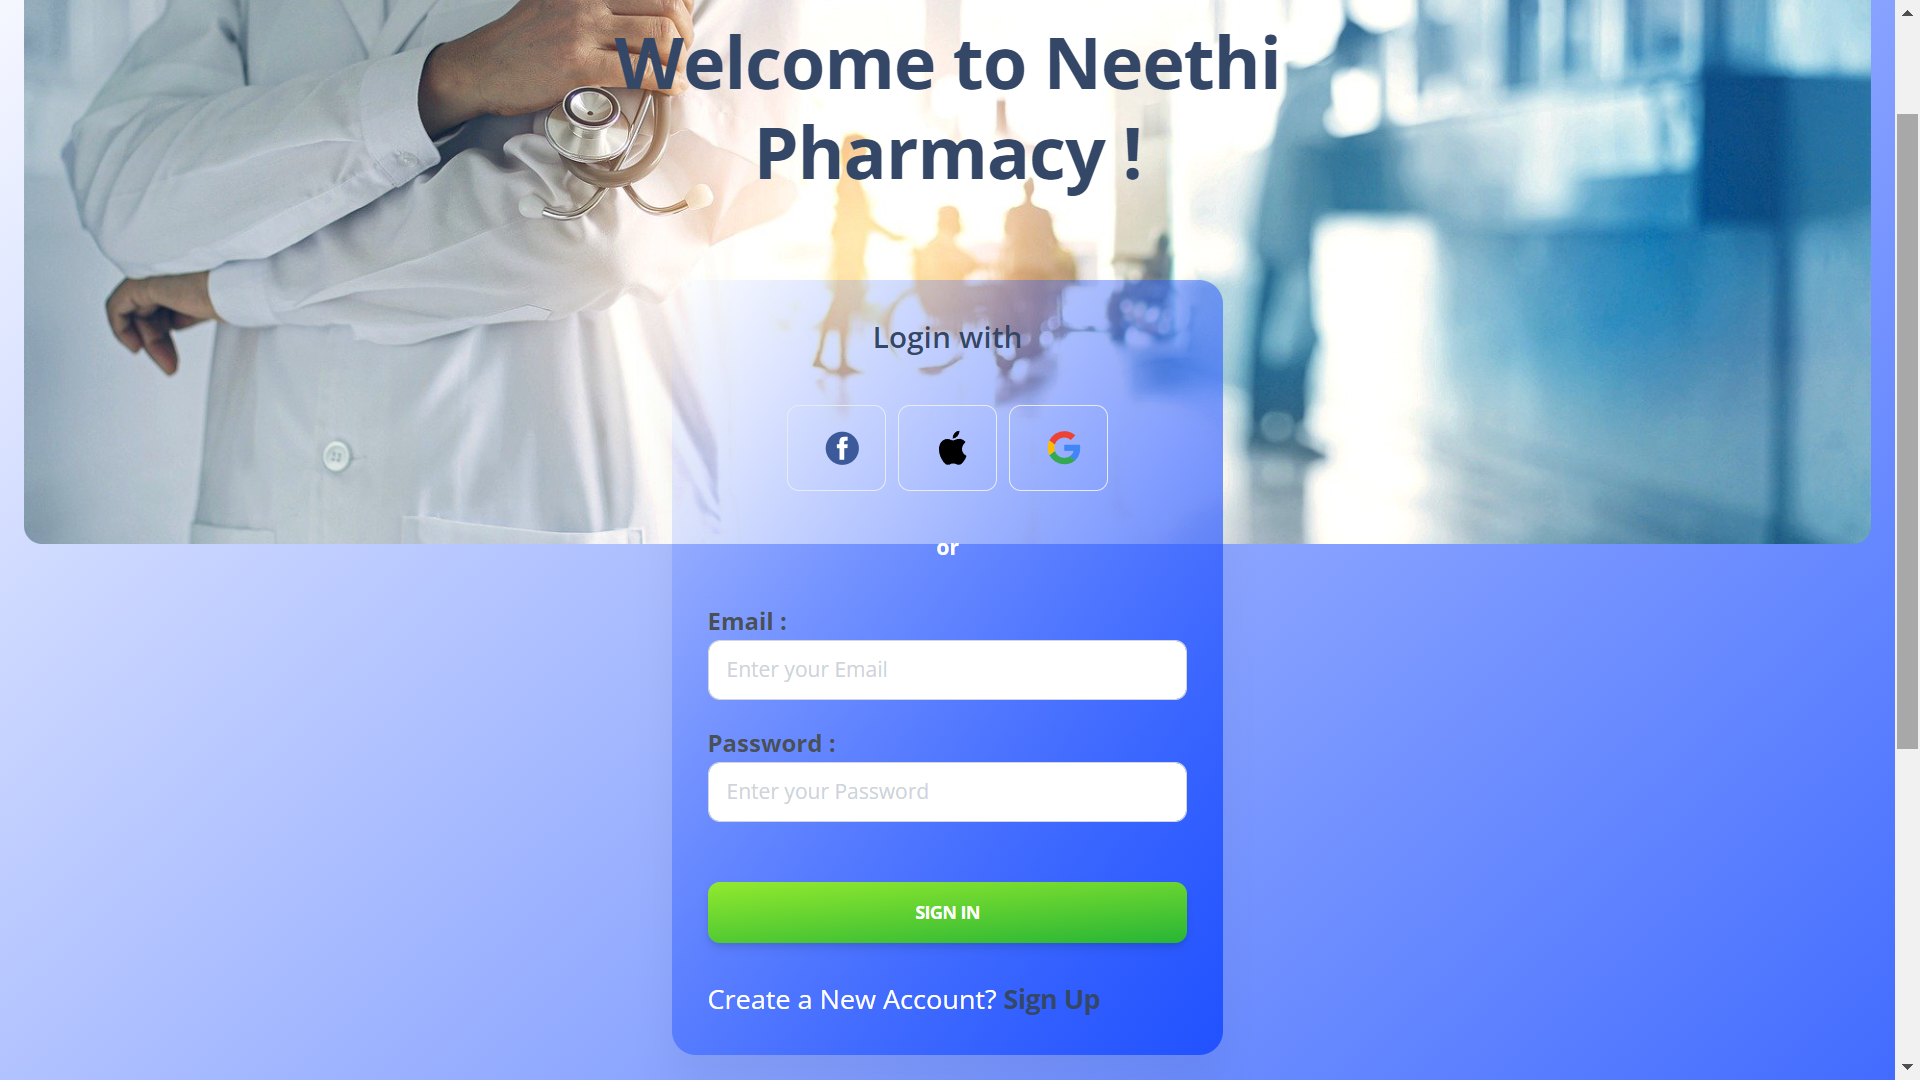 Welcome to Neethi
Pharmacy !
Login with
or
Email :
Enter your Email
Password :
Enter your Password
SIGN IN
Create a New Account? Sign Up